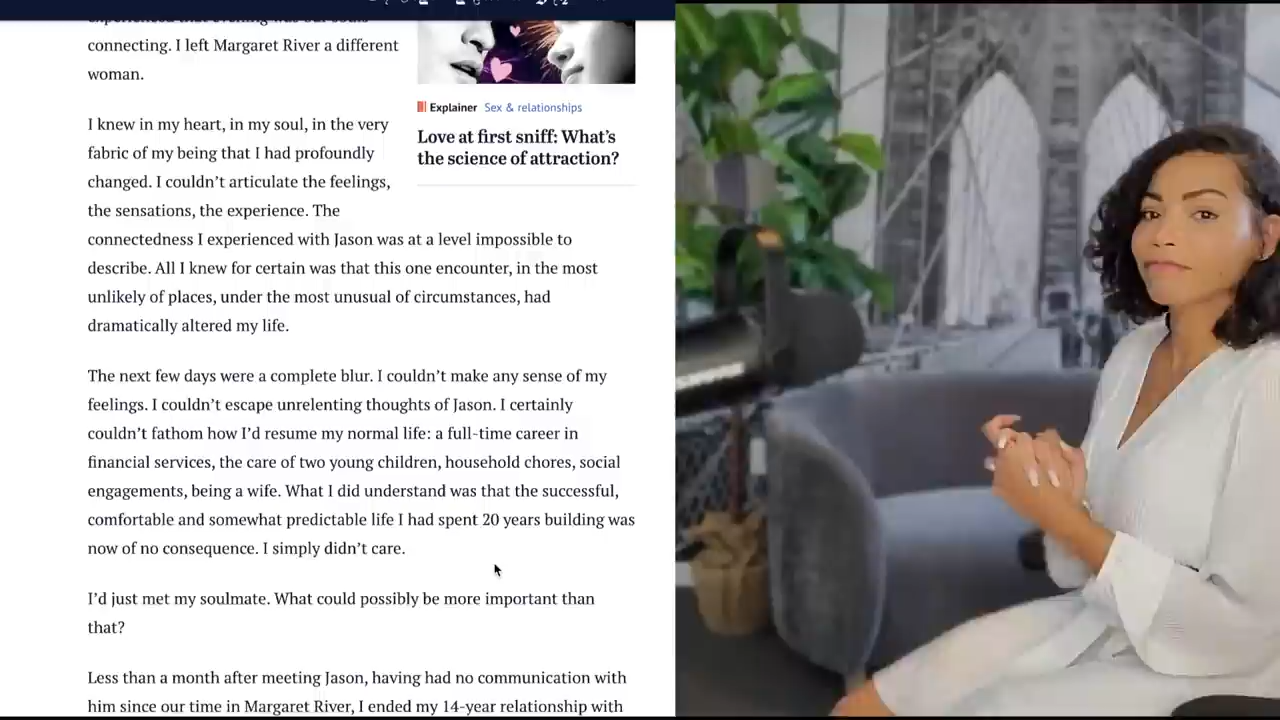 connecting. I left Margaret River a different
woman.
Explainer Sex & relationships
Love at first sniff: What’s
the science of attraction?
I knew in my heart, in my soul, in the very
fabric of my being that I had profoundly
changed. I couldn’t articulate the feelings,
the sensations, the experience. The
connectedness I experienced with Jason was at a level impossible to
describe. All I knew for certain was that this one encounter, in the most
unlikely of places, under the most unusual of circumstances, had
dramatically altered my life.
The next few days were a complete blur. I couldn’t make any sense of my
feelings. I couldn’t escape unrelenting thoughts of Jason. I certainly
couldn’t fathom how I’d resume my normal life: a full-time career in
financial services, the care of two young children, household chores, social
engagements, being a wife. What I did understand was that the successful,
comfortable and somewhat predictable life I had spent 20 years building was
now of no consequence. I simply didn’t care.
I’d just met my soulmate. What could possibly be more important than
that?
Less than a month after meeting Jason, having had no communication with
him since our time in Margaret River, I ended my 14-year relationship with